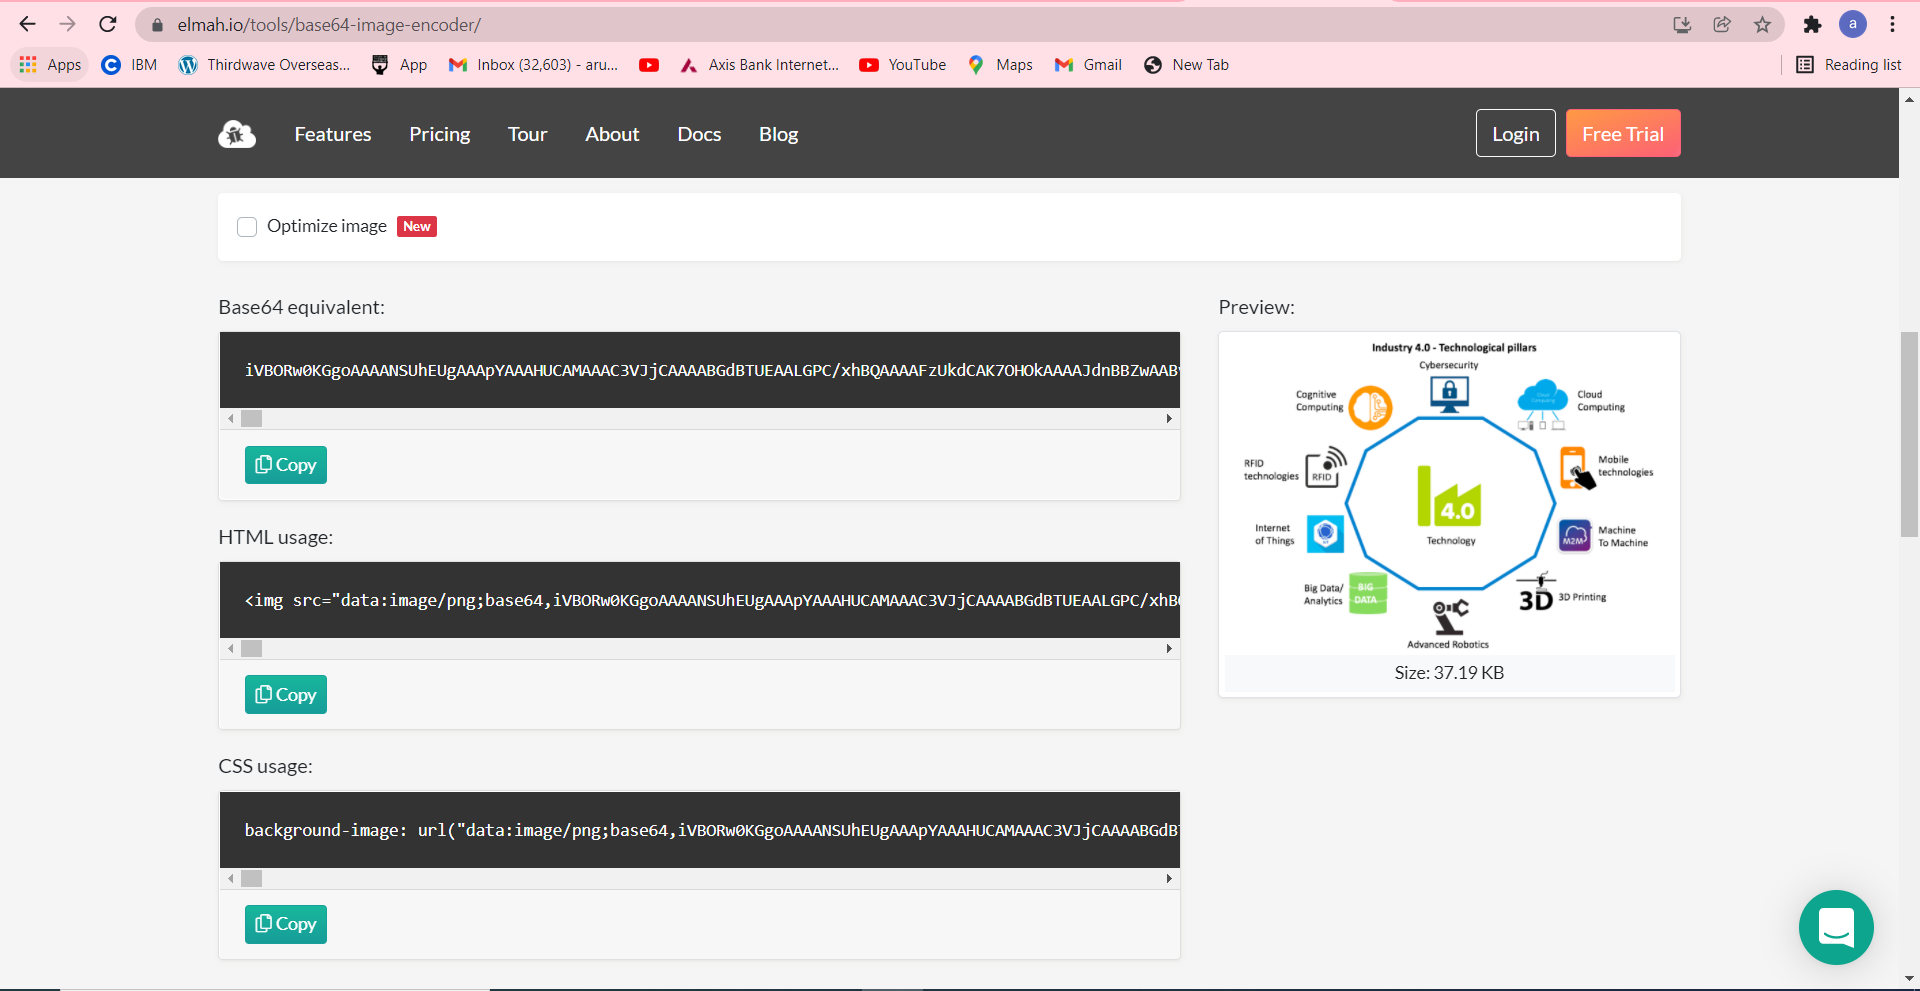 elmah.io/tools/base64-image-encoder/
a
Apps
IBM
Thirdwave Overseas...
App
Inbox (32,603) - aru...
Axis Bank Internet...
YouTube
Maps
Gmail
New Tab
Reading list
Features
Pricing
Tour
About
Docs
Blog
Login
Free Trial
Optimize image New
Base64 equivalent:
iVBORw0KGgoAAAANSUhEUgAAApYAAAHUCAMAAAC3VJjCAAAABGdBTUEAALGPC/xhBQAAAAFzUkdCAK7OHOkAAAAJdnBBZwAAB
Copy
HTML usage:
<img src="data:image/png;base64,iVBORw0KGgoAAAANSUhEUgAAApYAAAHUCAMAAAC3VJjCAAAABGdBTUEAALGPC/xhB
Copy
CSS usage:
background-image: url("data:image/png;base64,iVBORw0KGgoAAAANSUhEUgAAApYAAAHUCAMAAAC3VJjCAAAABGdB
Copy
Preview:
Industry 4.0 - Technological pillars
Cybersecurity
Cognitive
Computing
Cloud
Computing
RFID
technologies
RFID
Mobile
technologies
4.0
Technology
Internet
of Things
M2M
Machine
To Machine
Big Data/
Analytics
BIG
DATA
3D
3D Printing
Advanced Robotics
Size: 37.19 KB